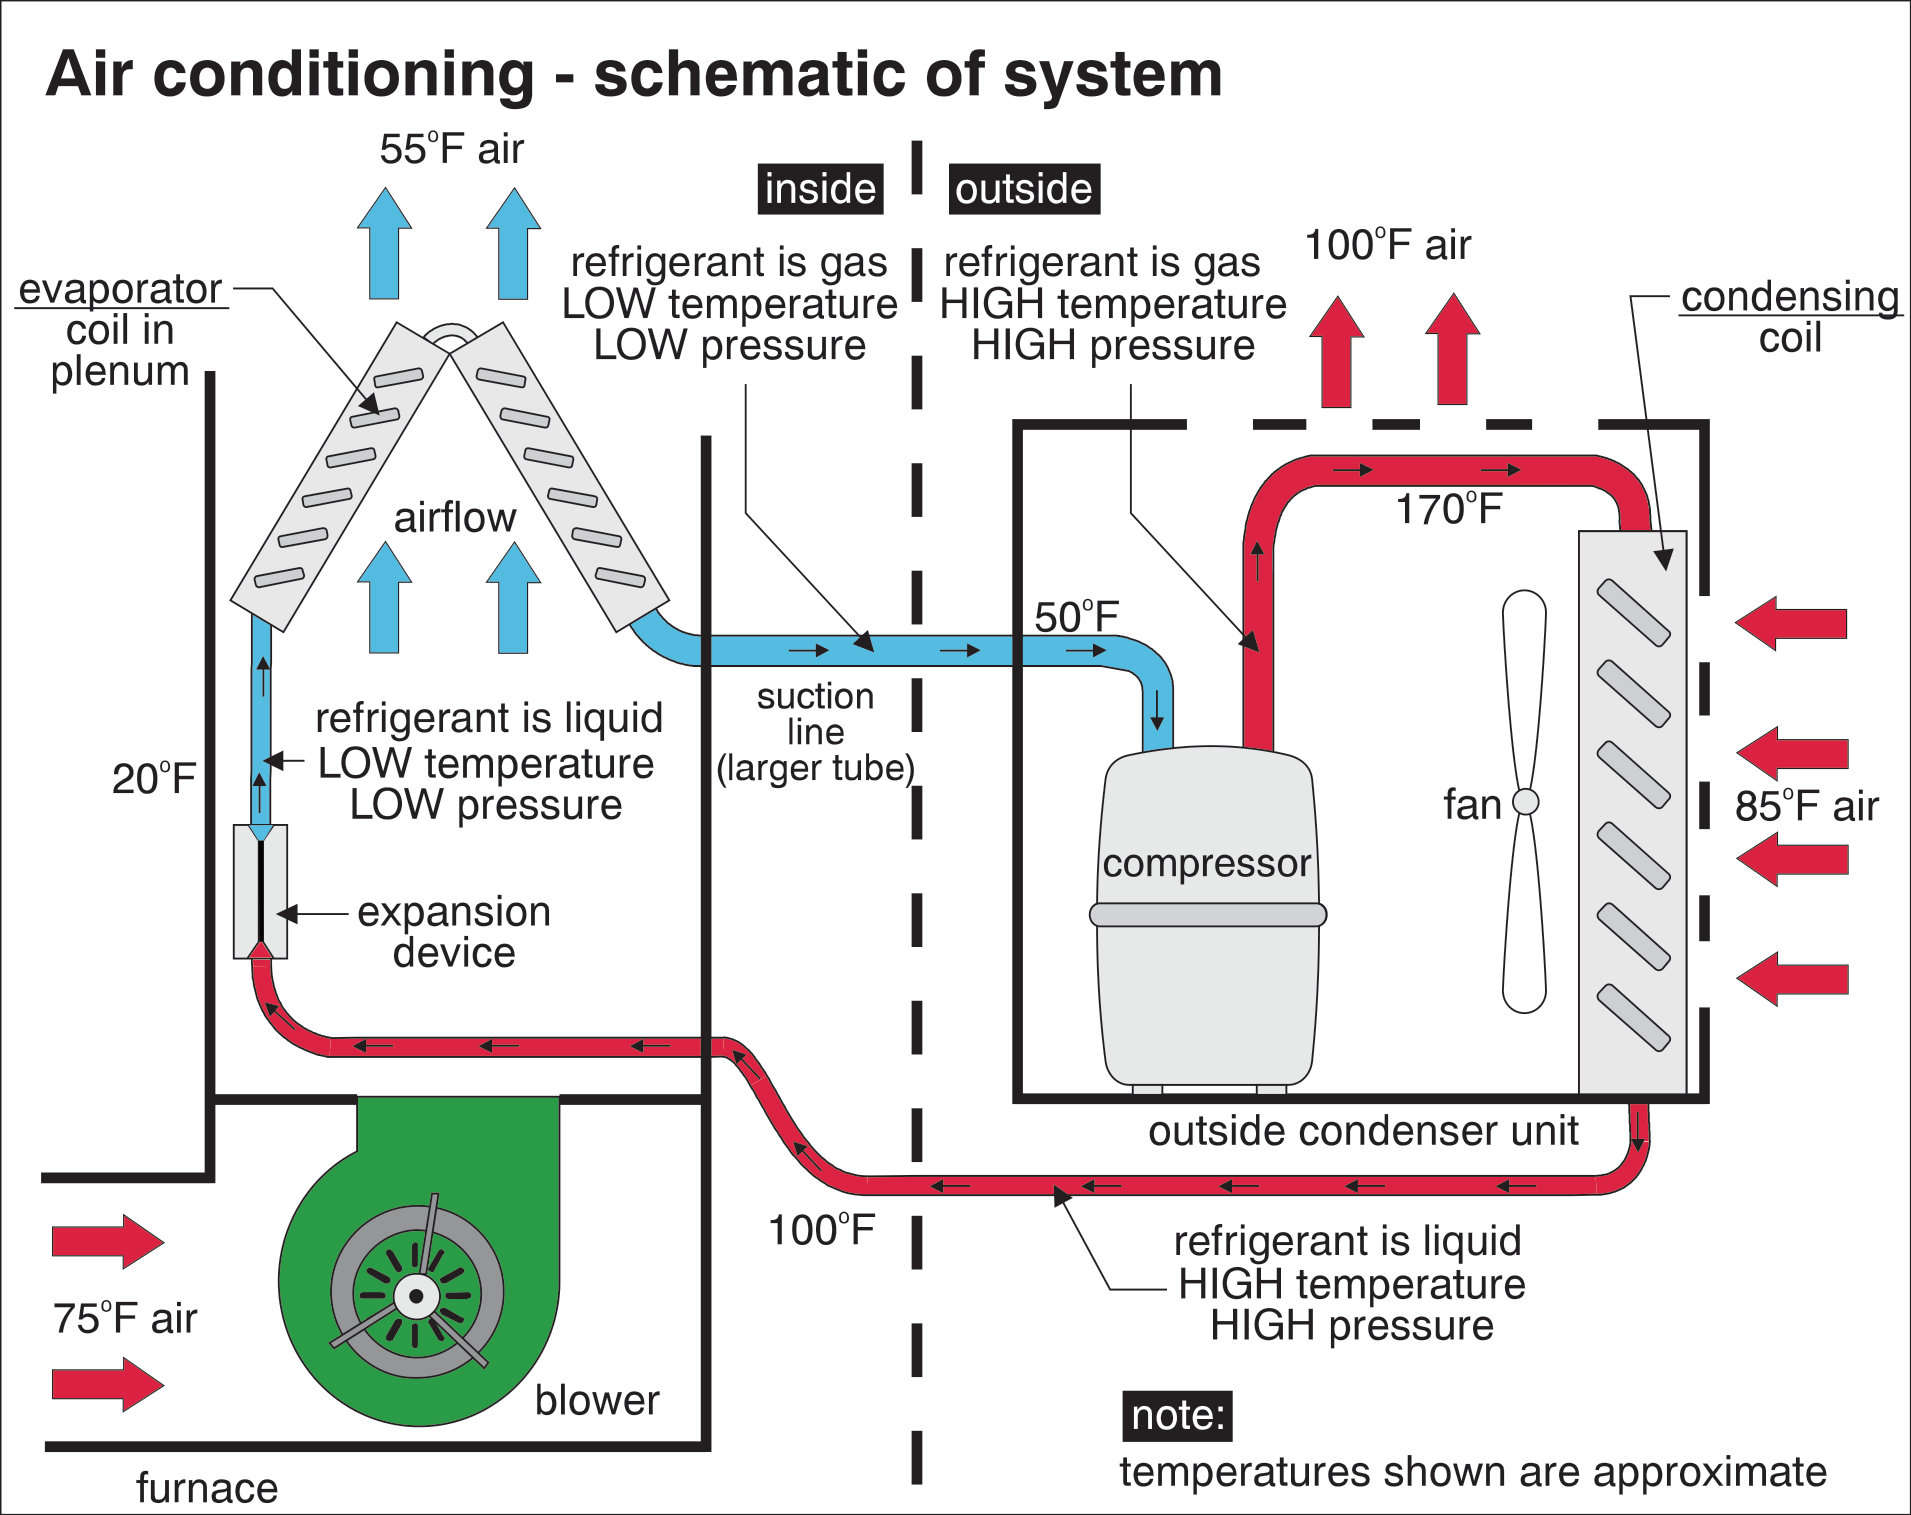 Air conditioning - schematic of system
55°F air
inside
outside
100°F air
evaporator
coil in
plenum
refrigerant is gas
LOW temperature
LOW pressure
refrigerant is gas
HIGH temperature
HIGH pressure
condensing
coil
airflow
170°F
50°F
suction
line
(larger tube)
refrigerant is liquid
LOW temperature
LOW pressure
20°F
fan
85°F air
compressor
expansion
device
outside condenser unit
100°F
refrigerant is liquid
HIGH temperature
HIGH pressure
75°F air
blower
furnace
note:
temperatures shown are approximate